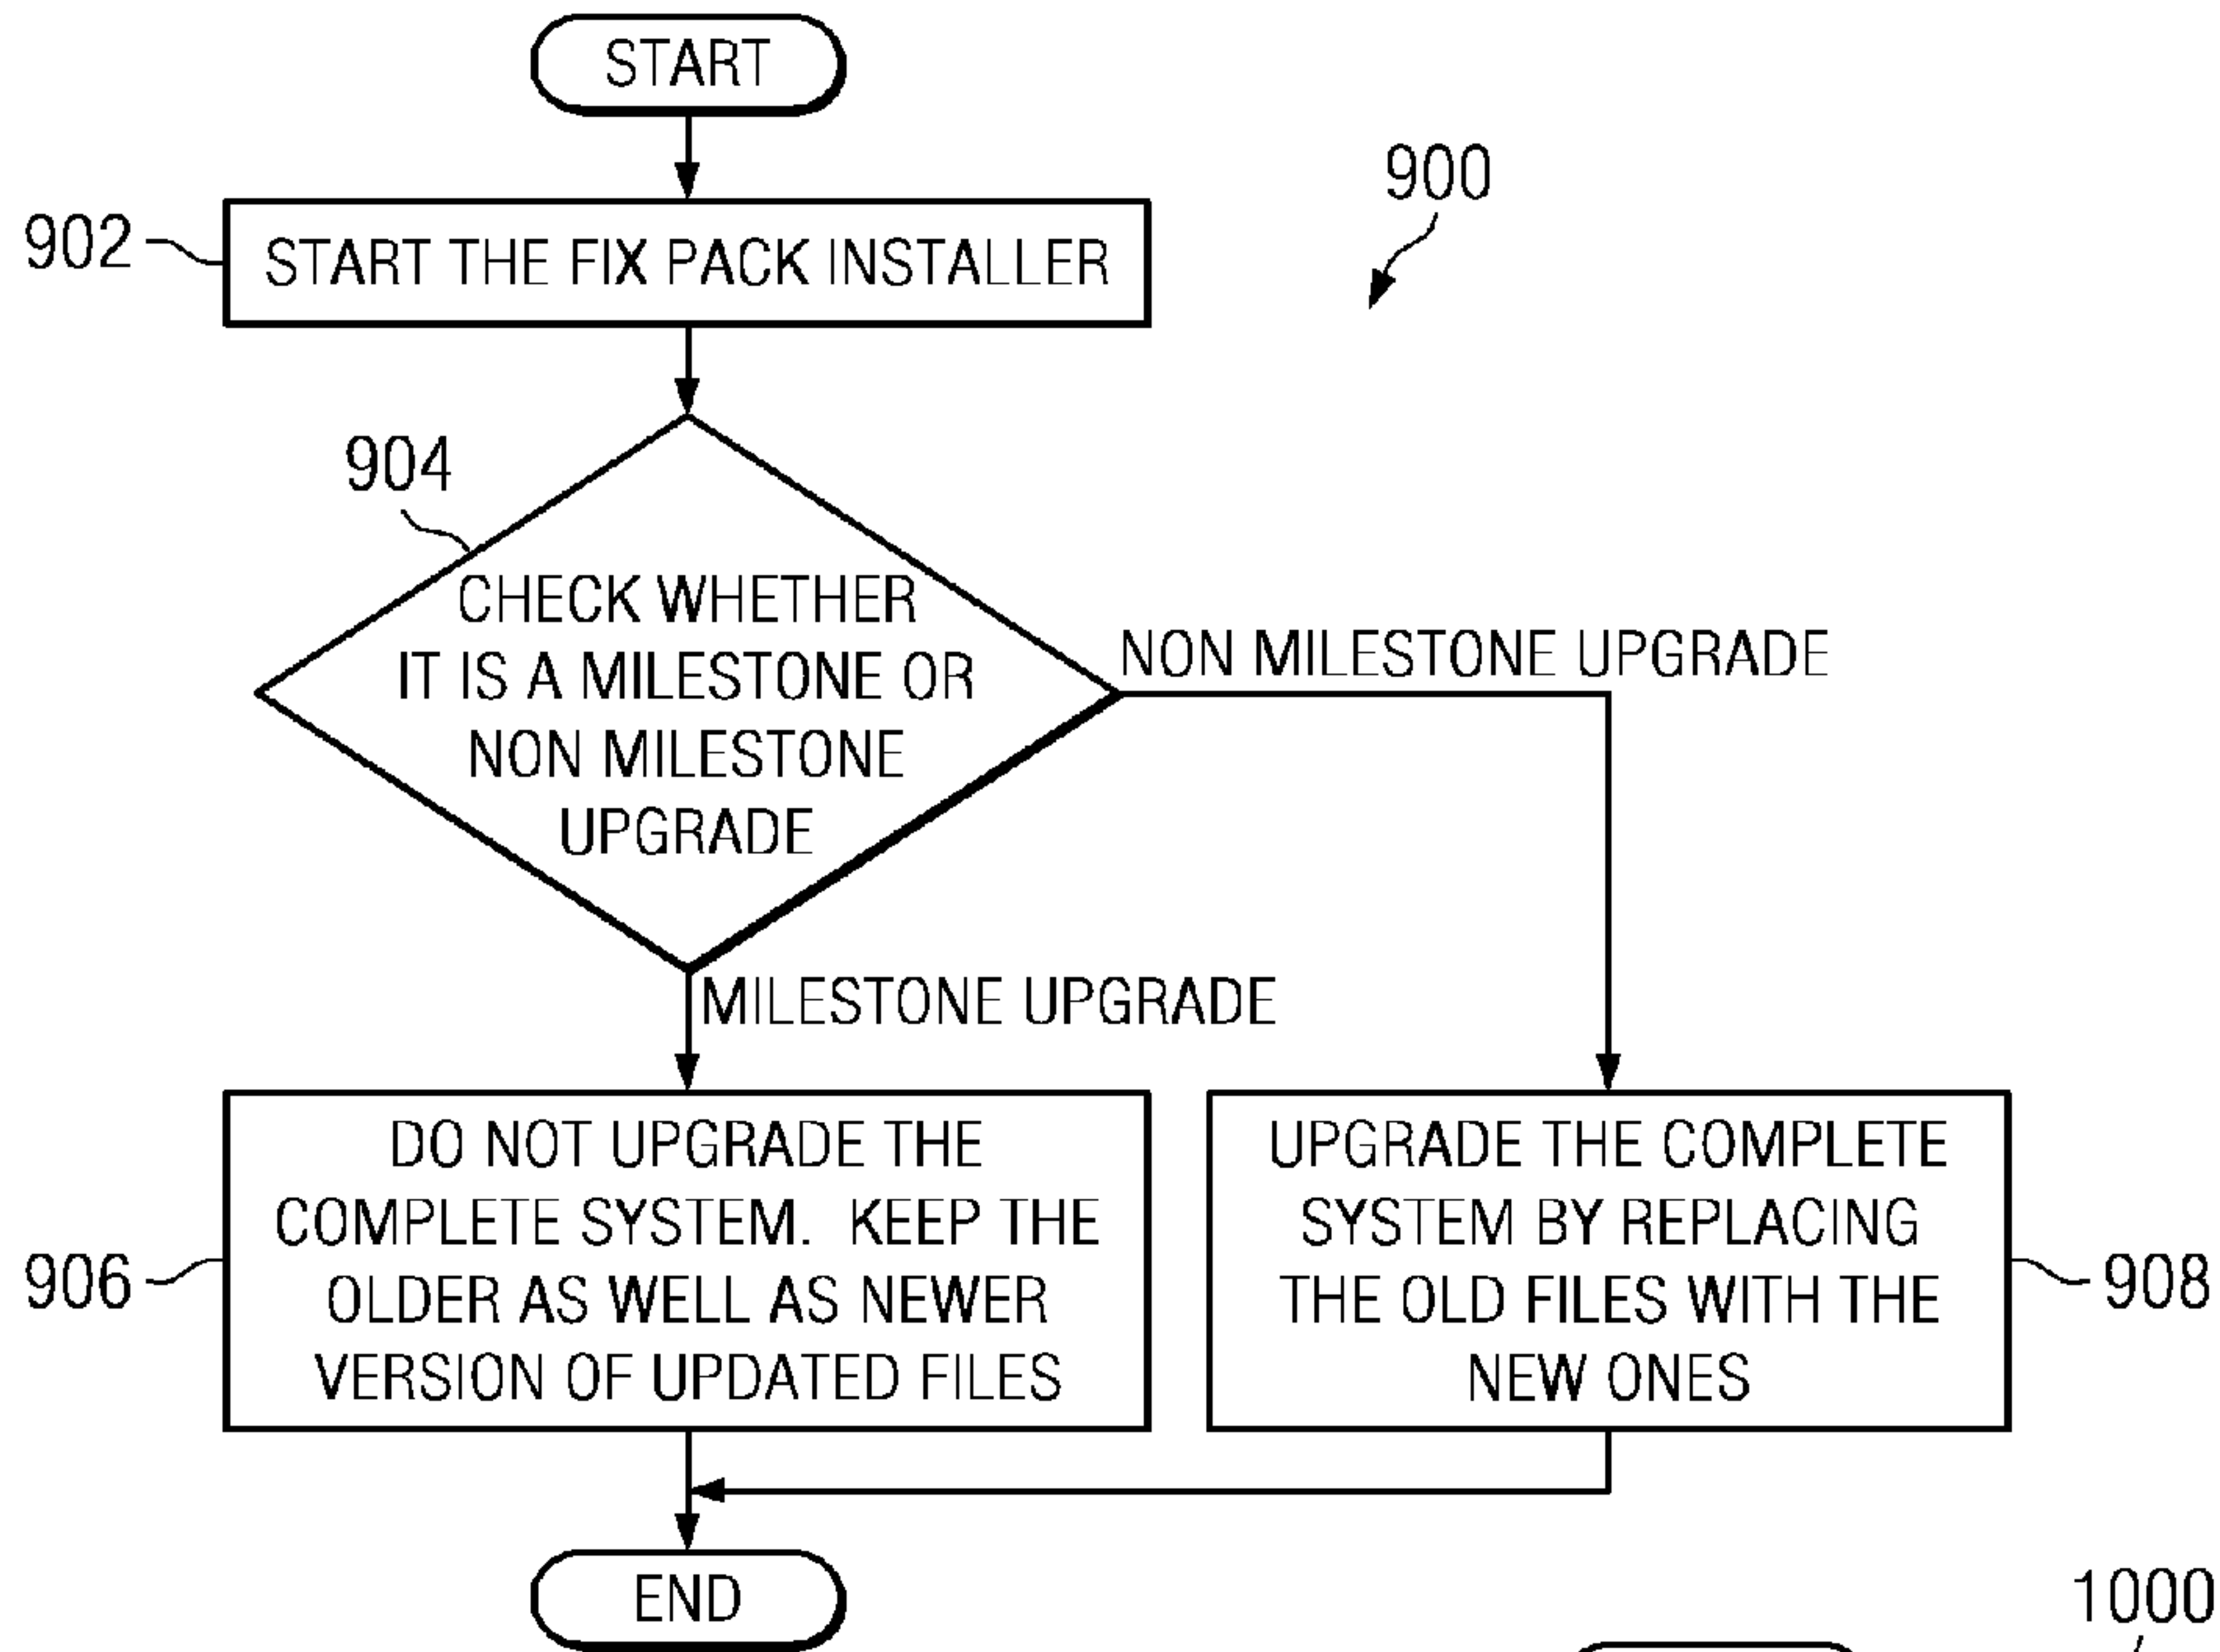 START
900
902
START THE FIX PACK INSTALLER
904
CHECK WHETHER
IT IS A MILESTONE OR
NON MILESTONE
UPGRADE
NON MILESTONE UPGRADE
MILESTONE UPGRADE
906
DO NOT UPGRADE THE
COMPLETE SYSTEM. KEEP THE
OLDER AS WELL AS NEWER
VERSION OF UPDATED FILES
UPGRADE THE COMPLETE
SYSTEM BY REPLACING
THE OLD FILES WITH THE
NEW ONES
908
END
1000